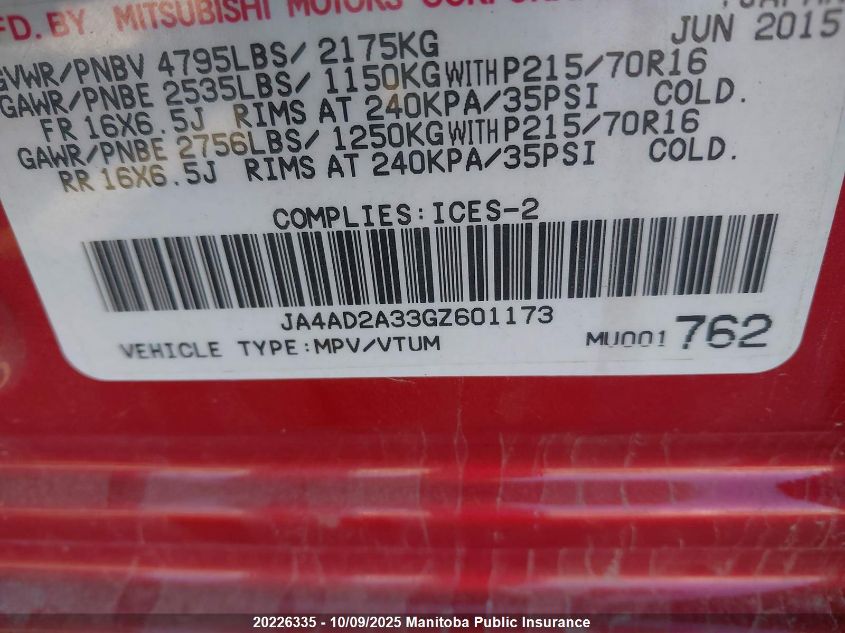 MFD. BY MITSUBISHI MOTORS
JUN 2015
GVWR/PNBV 4795LBS/ 2175KG
GAWR/PNBE 2535LBS/ 1150KG WITH P215/70R16
FR 16X6.5J RIMS AT 240KPA/35PSI COLD.
GAWR/PNBE 2756LBS/ 1250KG WITH P215/70R16
RR 16X6.5J RIMS AT 240KPA/35PSI COLD.
COMPLIES:ICES-2
JA4AD2A33GZ601173
VEHICLE TYPE:MPV/VTUM MU001 762
20226335 - 10/09/2025 Manitoba Public Insurance